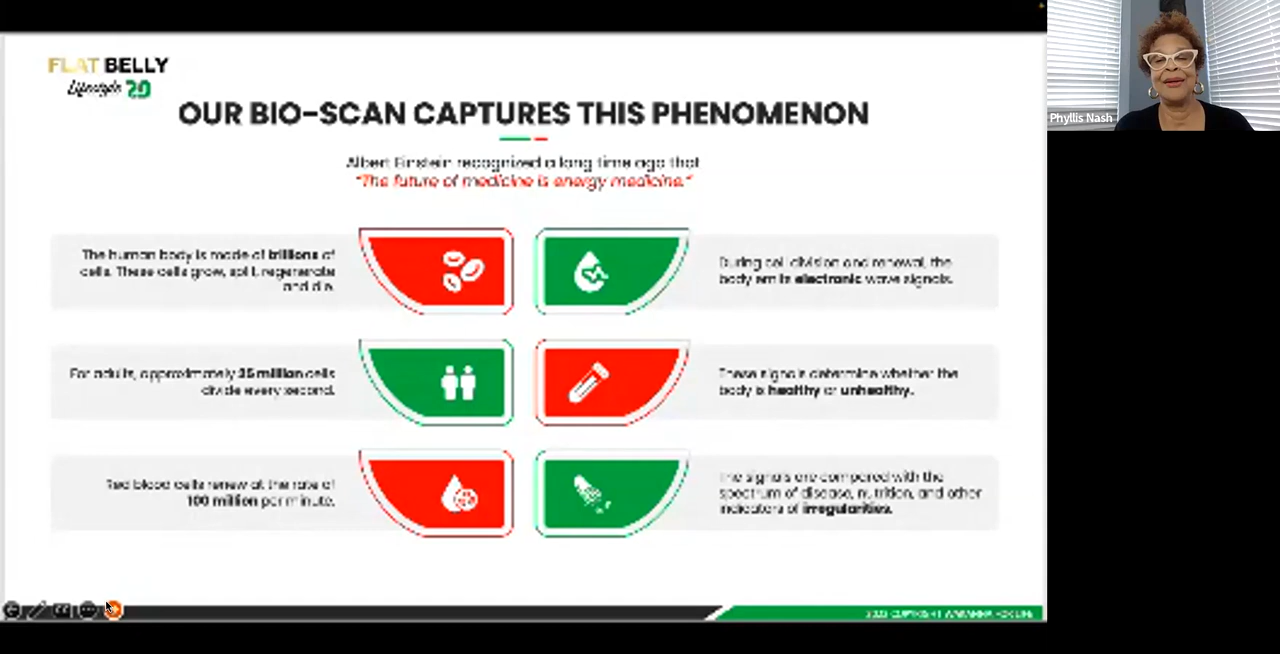 FLAT BELLY
Lifestyle 2.0
OUR BIO-SCAN CAPTURES THIS PHENOMENON
Albert Einstein recognized a long time ago that
"The future of medicine is energy medicine."
The human body is made of trillions of
cells. These cells grow, split, regenerate
and die.
During cell division and renewal, the
body emits electronic wave signals.
For adults, approximately 25 million cells
divide every second.
These signals determine whether the
body is healthy or unhealthy.
Red blood cells renew at the rate of
100 million per minute.
The signals are compared with the
spectrum of disease, nutrition, and other
indicators of irregularities.
COPYRIGHT FOR LIFE
Phyllis Nash